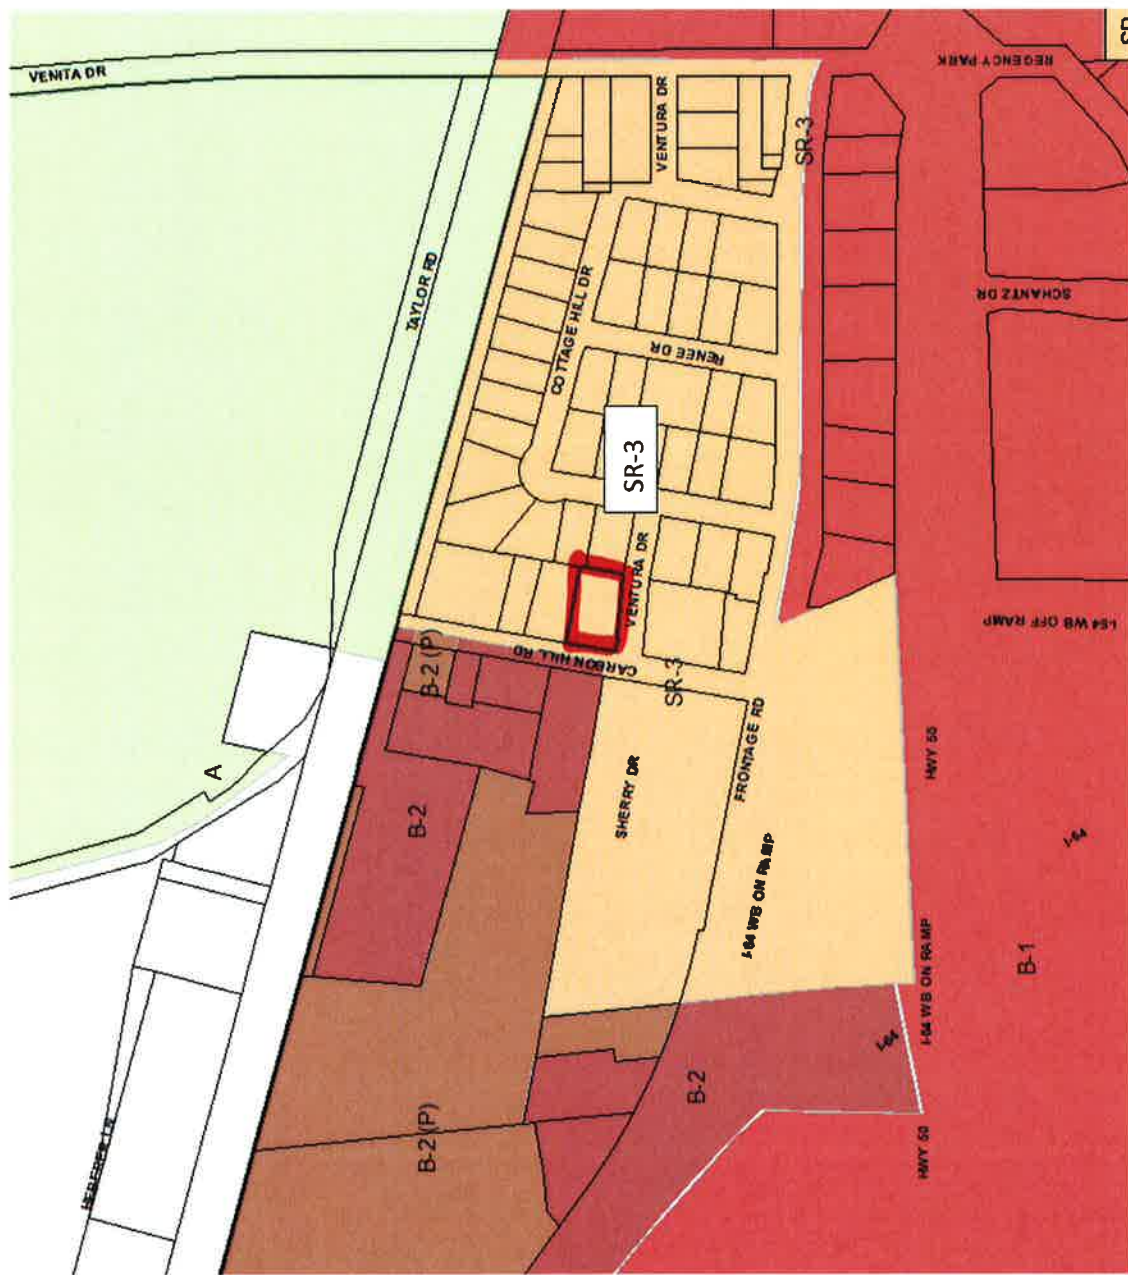 VENITA DR
TAYLOR RD
VENTURA DR
SR-3
REGENCY PARK
COTTAGE HILL DR
RENEE DR
SCHANTZ DR
SR-3
VENTURA DR
CARBON HILL RD
SR-3
I-64 WB OFF RAMP
A
B-2 (P)
B-2
SHERRY DR
FRONTAGE RD
HWY 50
I-64 WB ON RAMP
I-64
B-1
I-64 WB ON RAMP
I-64
B-2
B-2 (P)
HWY 50